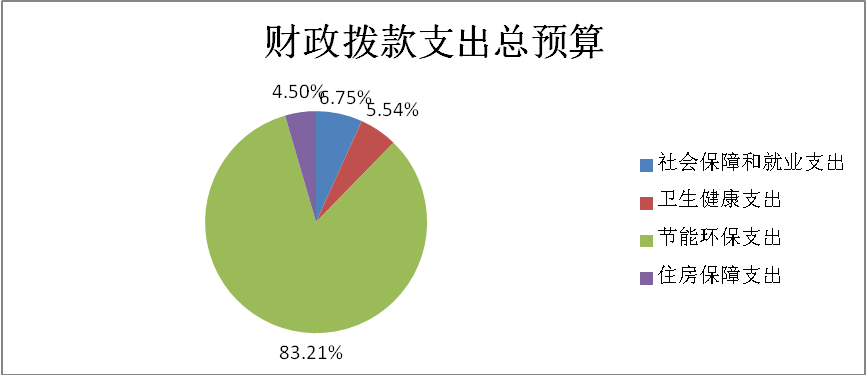 财政拨款支出总预算
4.50%
6.75%
5.54%
83.21%
社会保障和就业支出
卫生健康支出
节能环保支出
住房保障支出